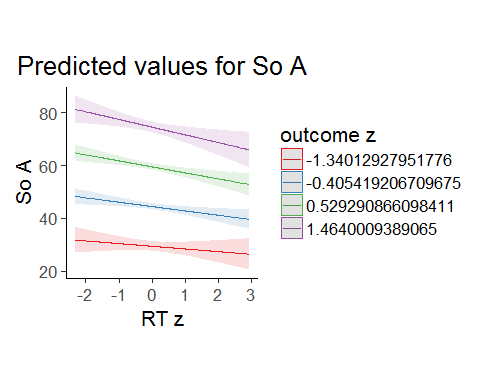 Predicted values for So A
So A
80
60
40
20
-2 -1 0 1 2 3
RT z
outcome z
-1.34012927951776
-0.405419206709675
0.529290866098411
1.4640009389065